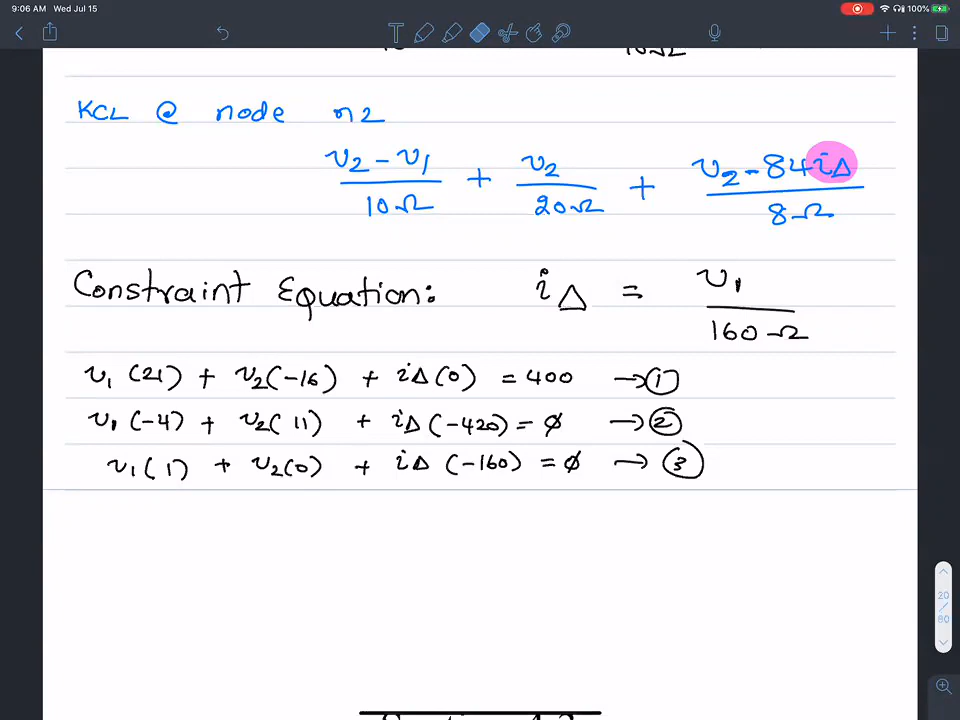 9:06 AM Wed Jul 15 100%
KCL @ node n2
v2 - v1 / 10Ω + v2 / 20Ω + v2 - 84iΔ / 8Ω
Constraint Equation: iΔ = v1 / 160Ω
v1 (21) + v2(-16) + iΔ(0) = 400 → ①
v1 (-4) + v2( 11) + iΔ(-420) = ∅ → ②
v1( 1) + v2(0) + iΔ (-160) = ∅ → ③
20
/
80